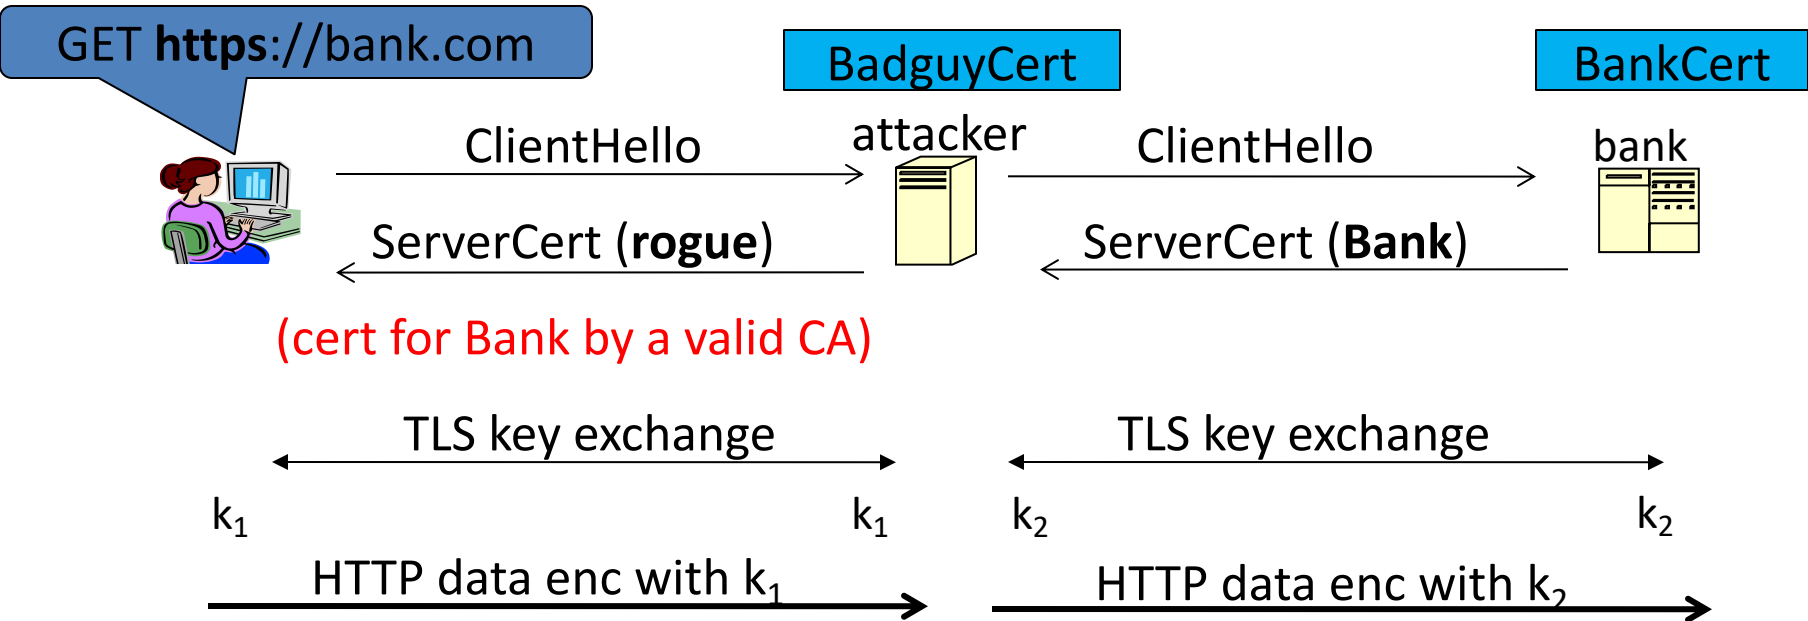 GET https://bank.com
BadguyCert
BankCert
attacker
bank
ClientHello
ClientHello
ServerCert (rogue)
ServerCert (Bank)
(cert for Bank by a valid CA)
TLS key exchange
TLS key exchange
k₁
k₁
k₂
k₂
HTTP data enc with k₁
HTTP data enc with k₂